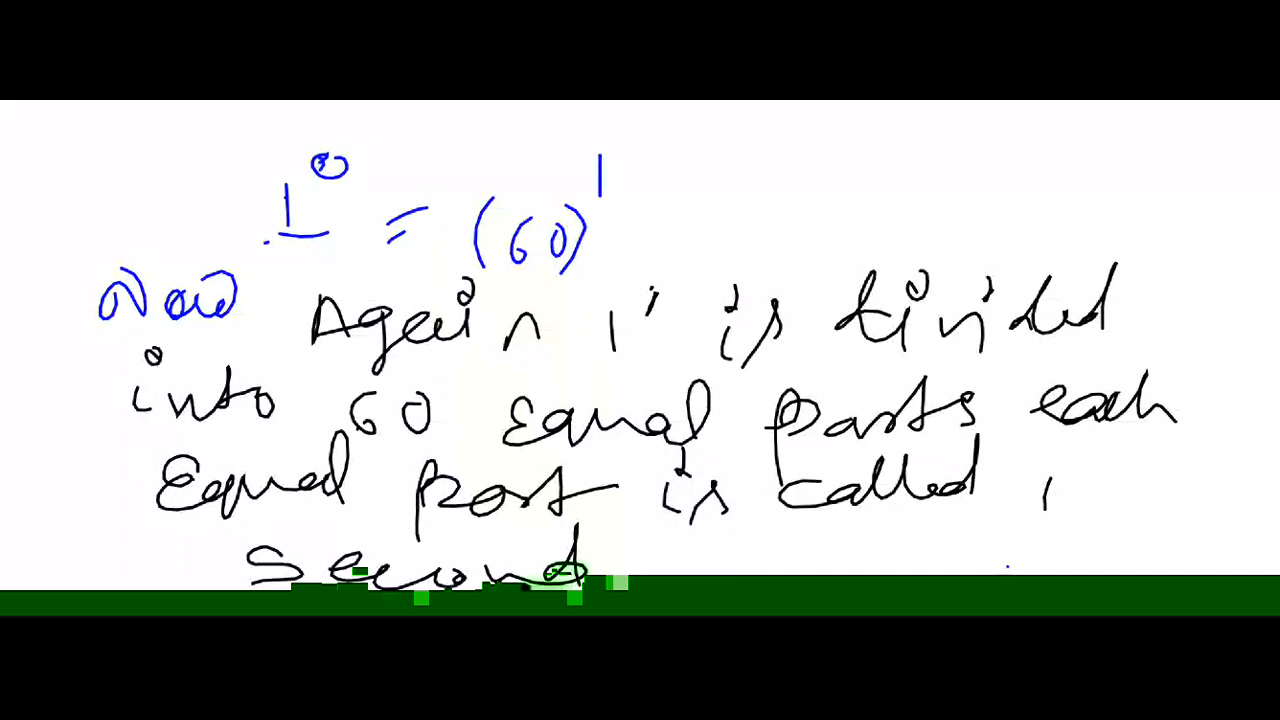 1° = (60)'
Now Again 1' is divided
into 60 Equal parts each
Equal part is called 1
second